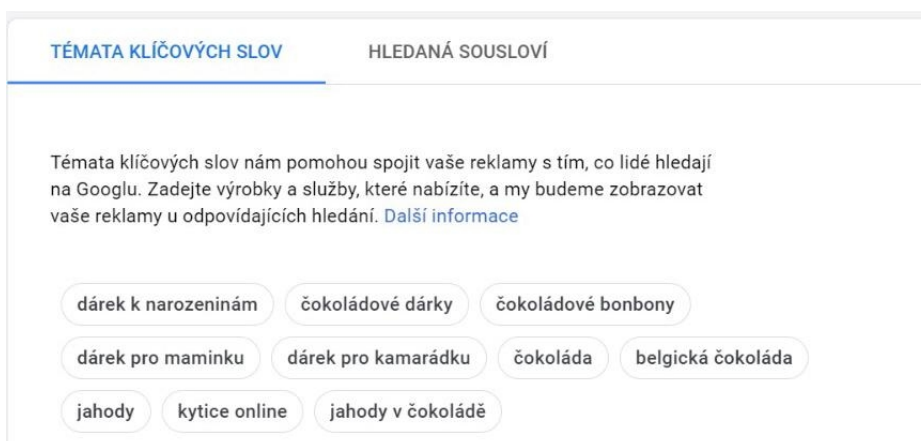 TÉMATA KLÍČOVÝCH SLOV HLEDANÁ SOUSLOVÍ
Témata klíčových slov nám pomohou spojit vaše reklamy s tím, co lidé hledají
na Googlu. Zadejte výrobky a služby, které nabízíte, a my budeme zobrazovat
vaše reklamy u odpovídajících hledání. Další informace
dárek k narozeninám čokoládové dárky čokoládové bonbony
dárek pro maminku dárek pro kamarádku čokoláda belgická čokoláda
jahody kytice online jahody v čokoládě